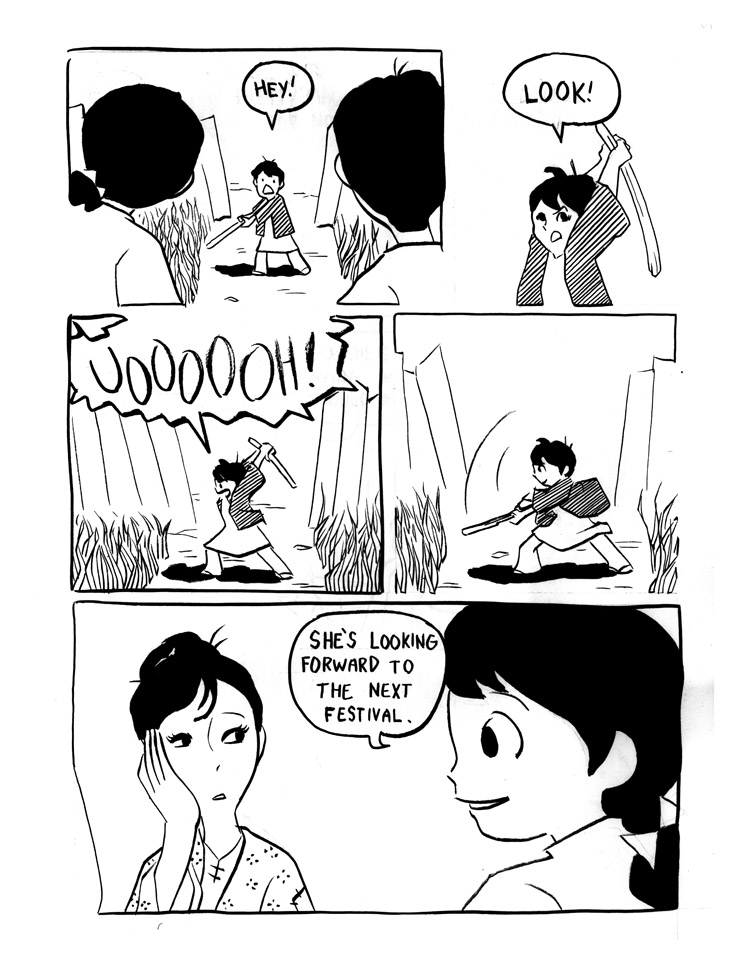 HEY!
LOOK!
UOOOOOH!
SHE'S LOOKING
FORWARD TO
THE NEXT
FESTIVAL.